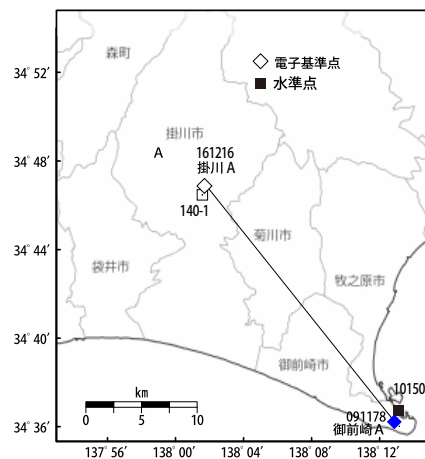 34˚ 52'
34˚ 48'
34˚ 44'
34˚ 40'
34˚ 36'
森町
電子基準点
水準点
掛川市
A
161216
掛川 A
140-1
菊川市
袋井市
牧之原市
御前崎市
km
0 5 10
10150
091178
御前崎 A
137˚ 56' 138˚ 00' 138˚ 04' 138˚ 08' 138˚ 12'